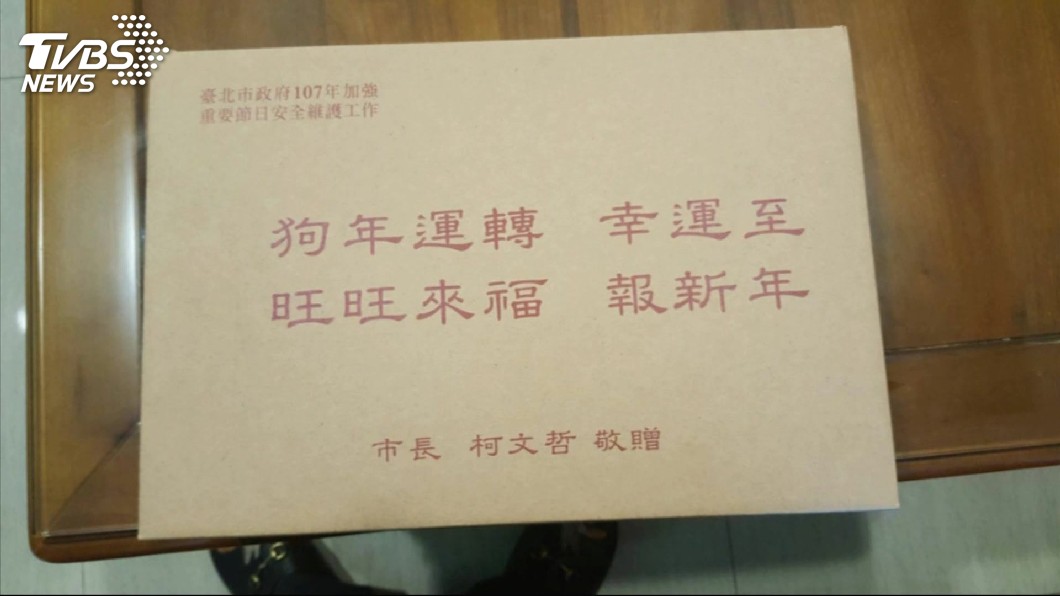 TVBS
NEWS
臺北市政府107年加強
重要節日安全維護工作
狗年運轉 幸運至
旺旺來福 報新年
市長 柯文哲 敬贈